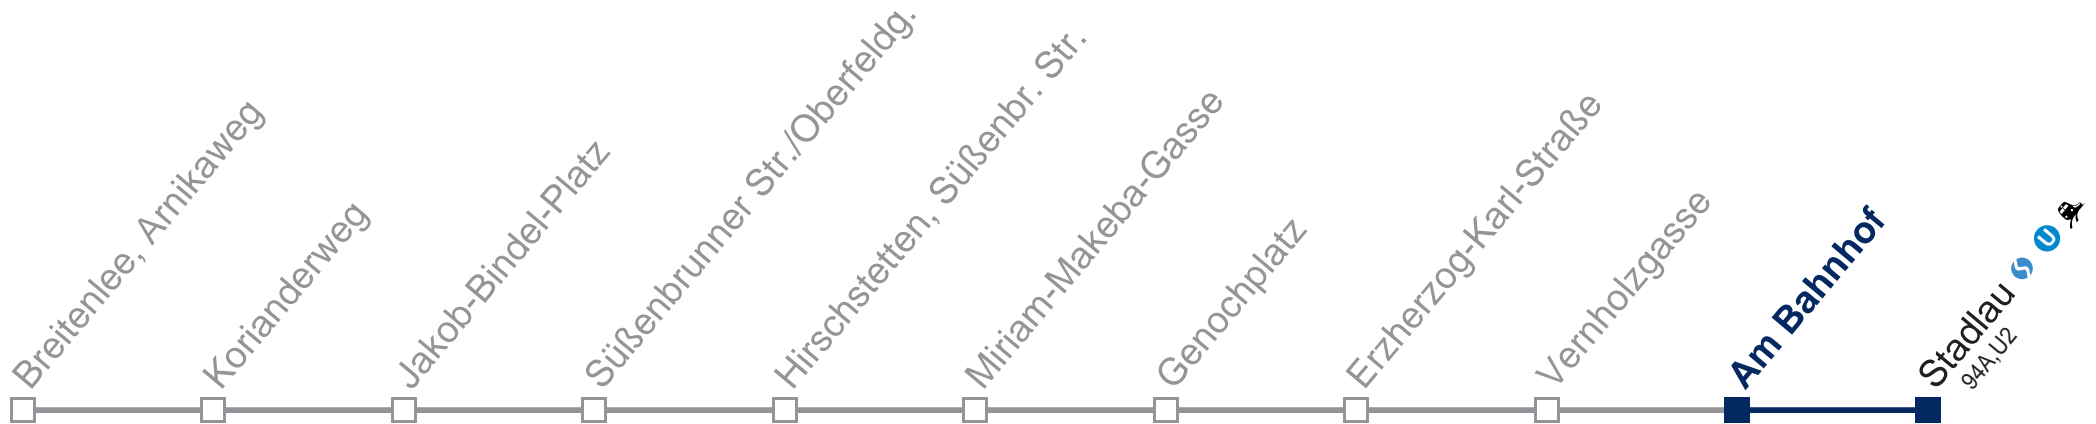 Breitenlee, Arnikaweg
Korianderweg
Jakob-Bindel-Platz
Süßenbrunner Str./Oberfeldg.
Hirschstetten, Süßenbr. Str.
Miriam-Makeba-Gasse
Genochplatz
Erzherzog-Karl-Straße
Vernholzgasse
Am Bahnhof
Stadlau S U
94A, U2